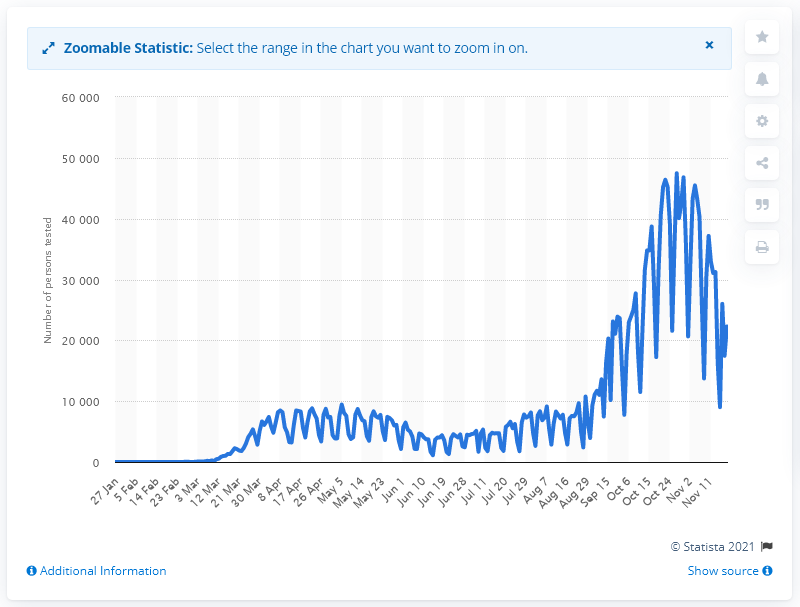 Zoomable Statistic: Select the range in the chart you want to zoom in on.
Number of persons tested
60 000
50 000
40 000
30 000
20 000
10 000
0
27 Jan
5 Feb
14 Feb
23 Feb
3 Mar
12 Mar
21 Mar
30 Mar
8 Apr
17 Apr
26 Apr
May 5
May 14
May 23
Jun 1
Jun 10
Jun 19
Jun 28
Jul 11
Jul 20
Jul 29
Aug 7
Aug 16
Aug 29
Sep 15
Oct 6
Oct 15
Oct 24
Nov 2
Nov 11
© Statista 2021
Additional Information
Show source